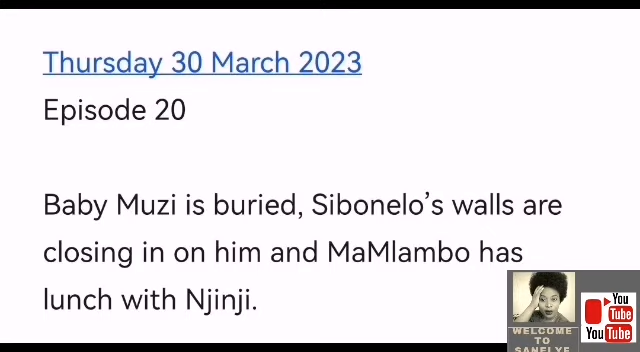 Thursday 30 March 2023
Episode 20
Baby Muzi is buried, Sibonelo’s walls are
closing in on him and MaMlambo has
lunch with Njinji.
WELCOME
TO
You
Tube
YouTube